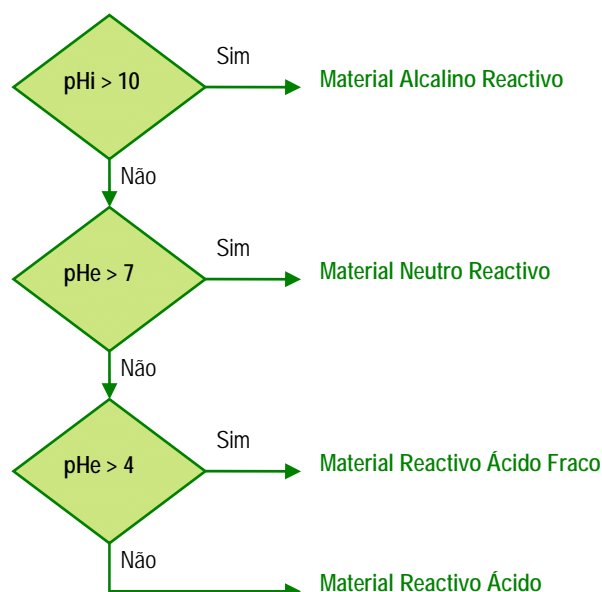 Sim
pHi > 10
Material Alcalino Reactivo
Não
Sim
pHe > 7
Material Neutro Reactivo
Não
Sim
pHe > 4
Material Reactivo Ácido Fraco
Não
Material Reactivo Ácido